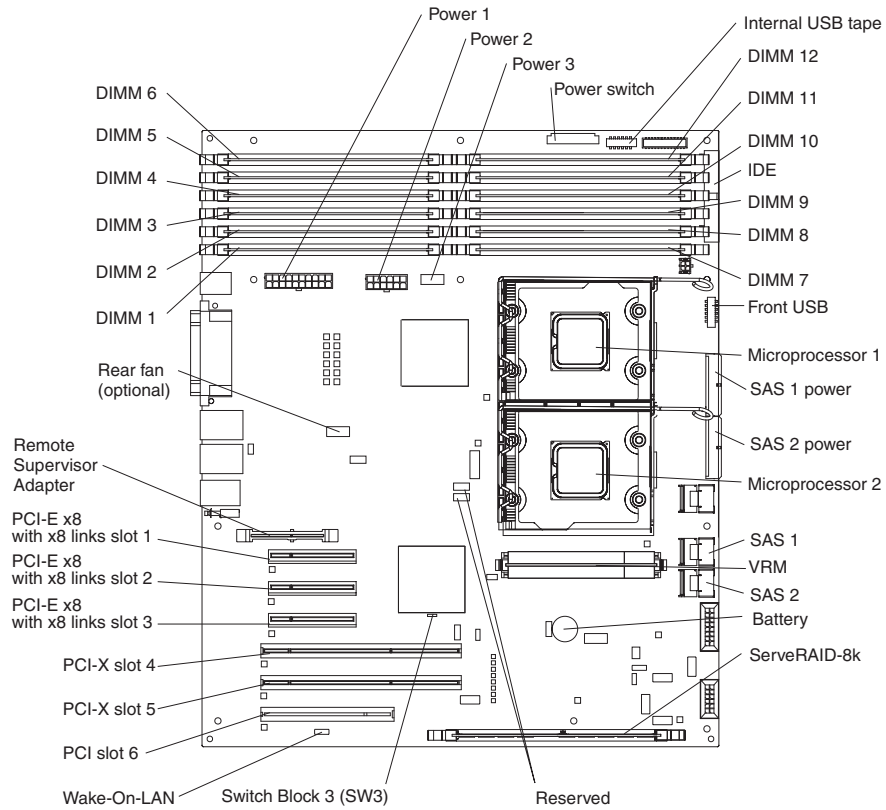 Power 1
Power 2
Power 3
Power switch
Internal USB tape
DIMM 12
DIMM 11
DIMM 10
IDE
DIMM 9
DIMM 8
DIMM 7
Front USB
Microprocessor 1
SAS 1 power
SAS 2 power
Microprocessor 2
SAS 1
VRM
SAS 2
Battery
ServeRAID-8k
DIMM 6
DIMM 5
DIMM 4
DIMM 3
DIMM 2
DIMM 1
Rear fan
(optional)
Remote
Supervisor
Adapter
PCI-E x8
with x8 links slot 1
PCI-E x8
with x8 links slot 2
PCI-E x8
with x8 links slot 3
PCI-X slot 4
PCI-X slot 5
PCI slot 6
Wake-On-LAN
Switch Block 3 (SW3)
Reserved